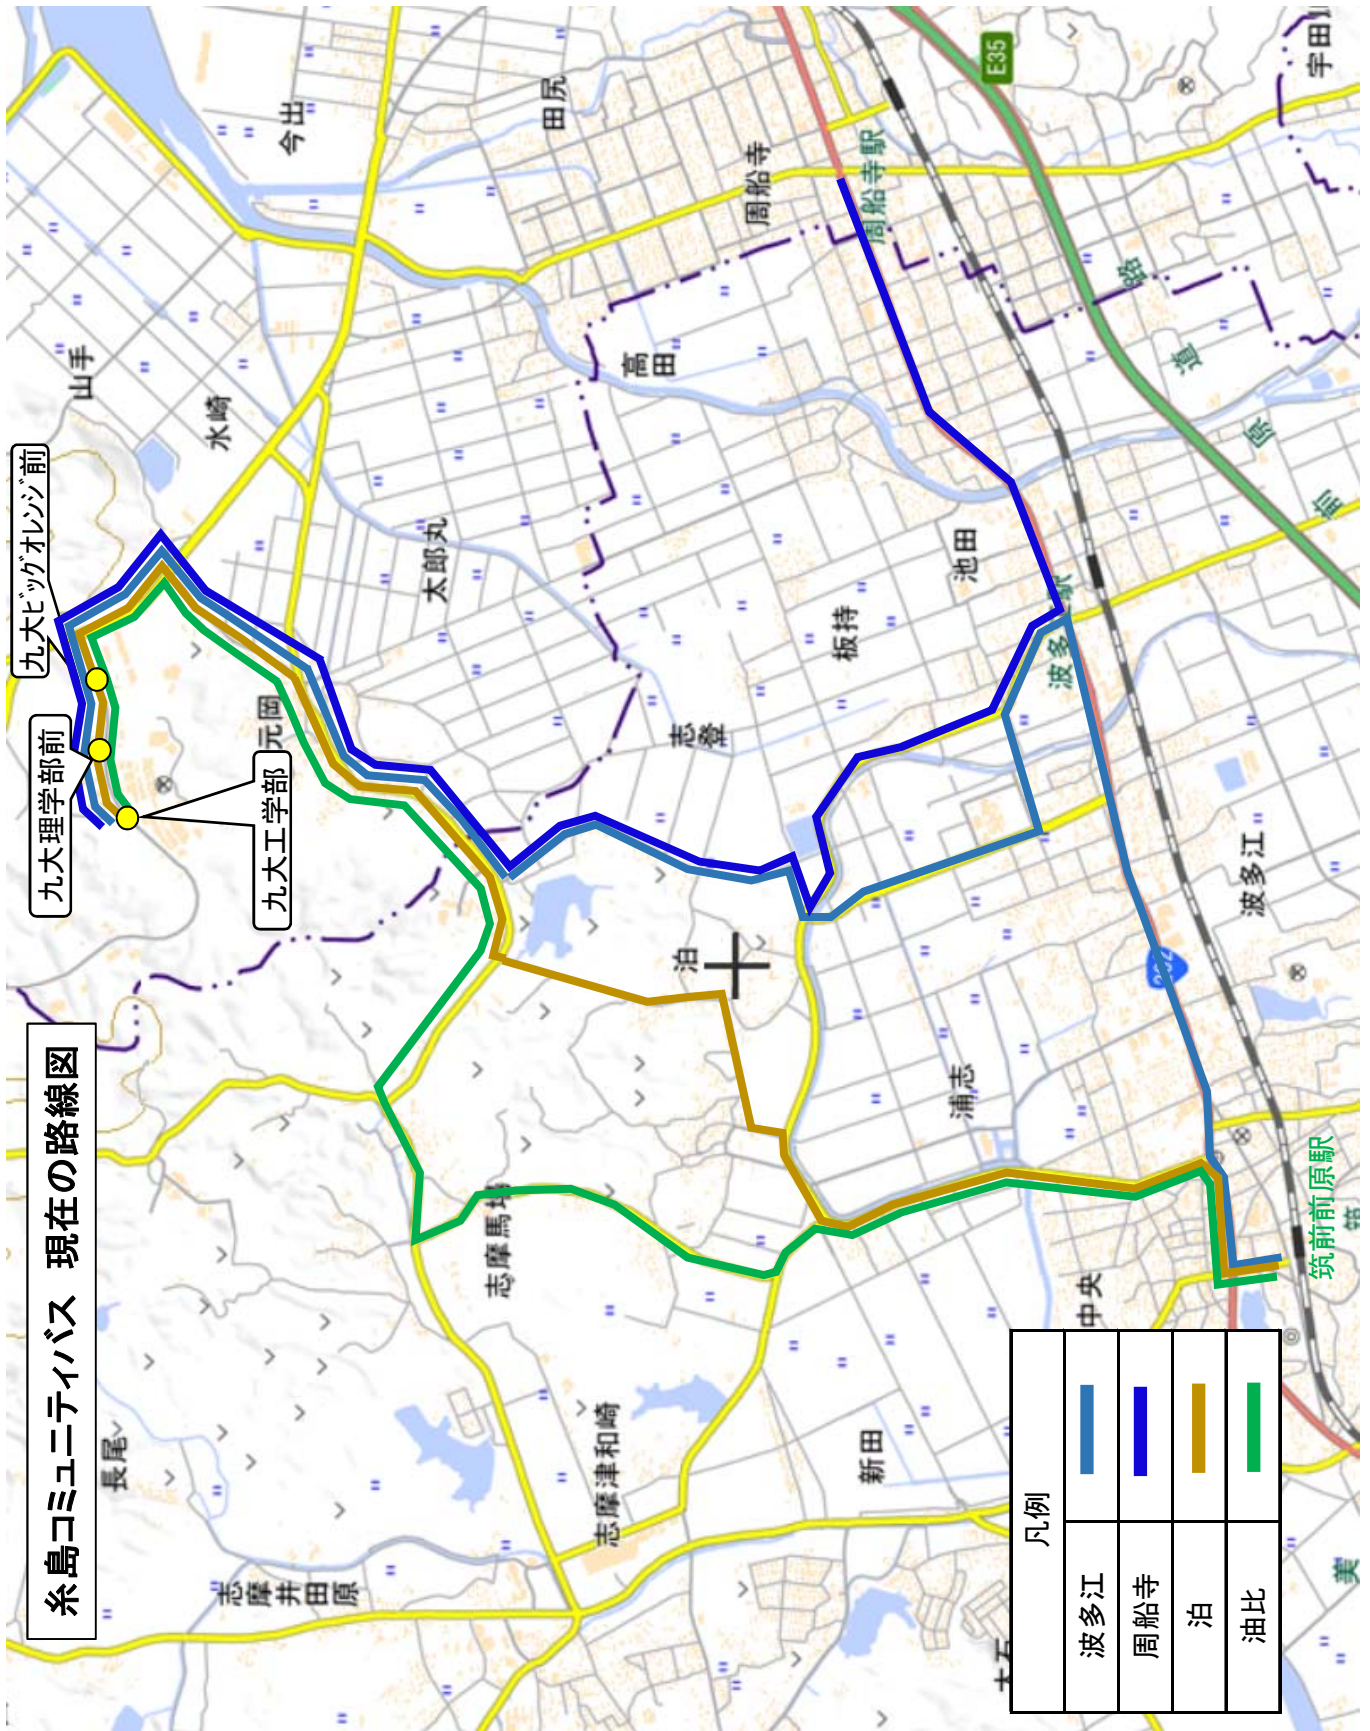 糸島コミュニティバス 現在の路線図
九大ビッグオレンジ前
九大理学部前
九大工学部
山手
水崎
今出
田尻
周船寺
周船寺駅
E35
宇田川
元岡
太郎丸
高田
志登
板持
池田
波多
駅
道
路
原
前
泊
浦志
波多江
202
長尾
志摩馬場
志摩津和崎
志摩井田原
新田
中央
筑前前原駅
美
凡例
波多江
周船寺
泊
油比